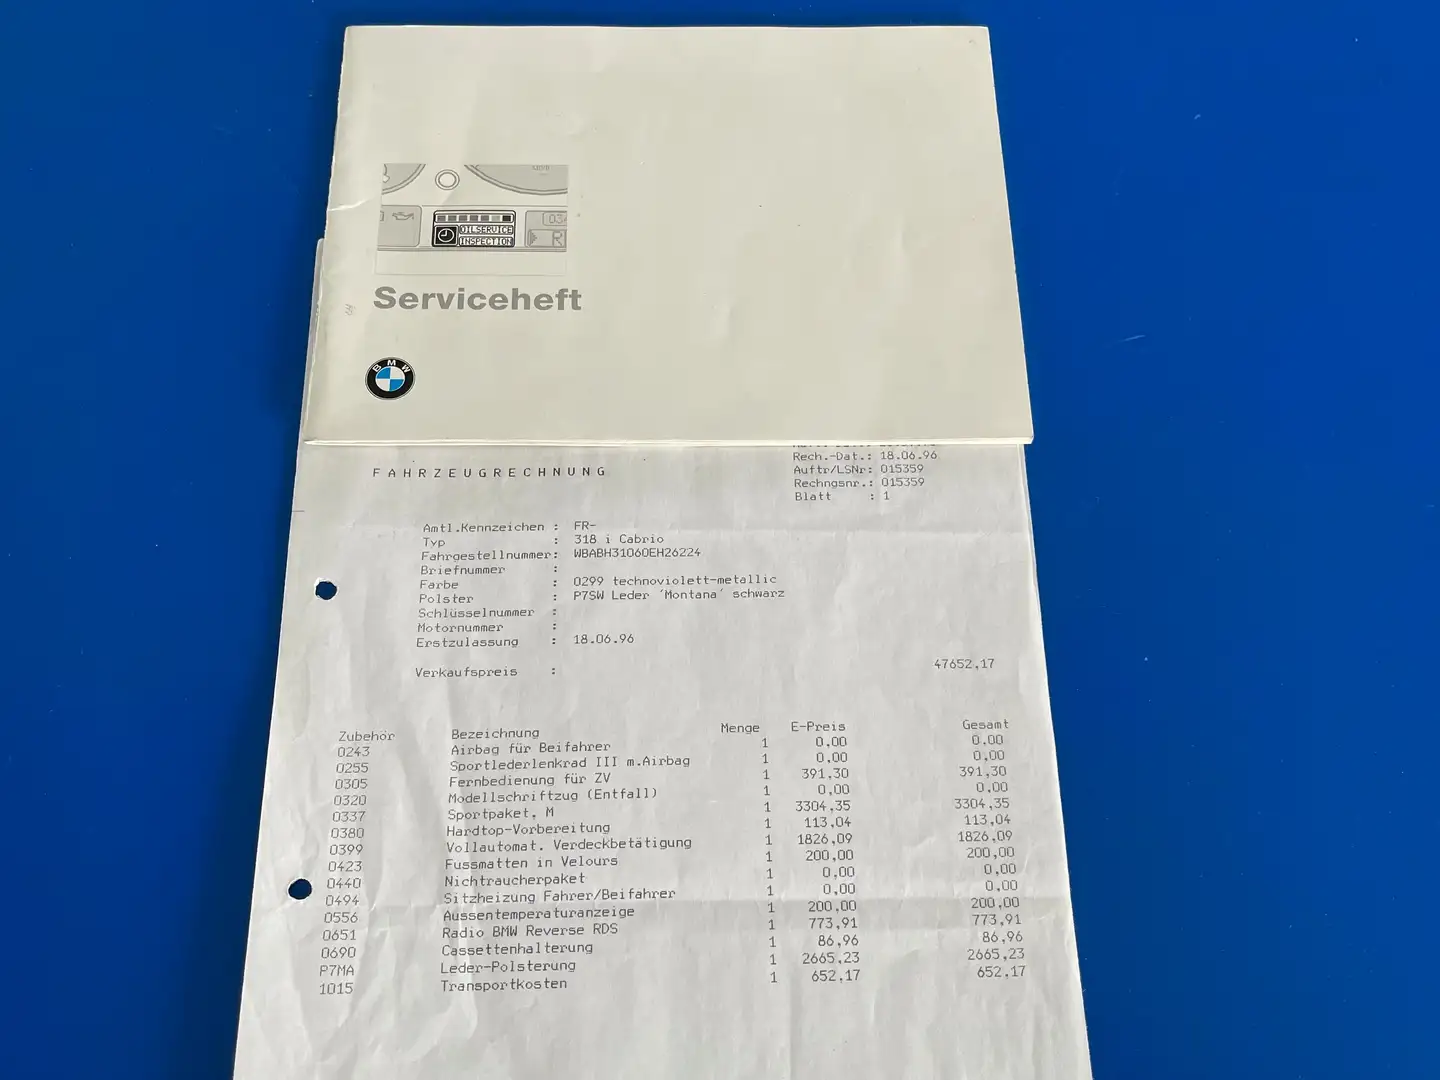 OILSERVICE
INSPECTION
R
Serviceheft
BMW
FAHRZEUGRECHNUNG
Rech.-Dat.: 18.06.96
Auftr/LSNr: 015359
Rechngsnr.: 015359
Blatt : 1
Amtl.Kennzeichen : FR-
Typ : 318 i Cabrio
Fahrgestellnummer: WBABH31060EH26224
Briefnummer :
Farbe : 0299 technoviolett-metallic
Polster : P7SW Leder 'Montana' schwarz
Schlüsselnummer :
Motornummer :
Erstzulassung : 18.06.96
Verkaufspreis : 47652,17
Zubehör Bezeichnung Menge E-Preis Gesamt
0243 Airbag für Beifahrer 1 0,00 0,00
0255 Sportlederlenkrad III m.Airbag 1 0,00 0,00
0305 Fernbedienung für ZV 1 391,30 391,30
0320 Modellschriftzug (Entfall) 1 0,00 0,00
0337 Sportpaket, M 1 3304,35 3304,35
0380 Hardtop-Vorbereitung 1 113,04 113,04
0399 Vollautomat. Verdeckbetätigung 1 1826,09 1826,09
0423 Fussmatten in Velours 1 200,00 200,00
0440 Nichtraucherpaket 1 0,00 0,00
0494 Sitzheizung Fahrer/Beifahrer 1 0,00 0,00
0556 Aussentemperaturanzeige 1 200,00 200,00
0651 Radio BMW Reverse RDS 1 773,91 773,91
0690 Cassettenhalterung 1 86,96 86,96
P7MA Leder-Polsterung 1 2665,23 2665,23
1015 Transportkosten 1 652,17 652,17